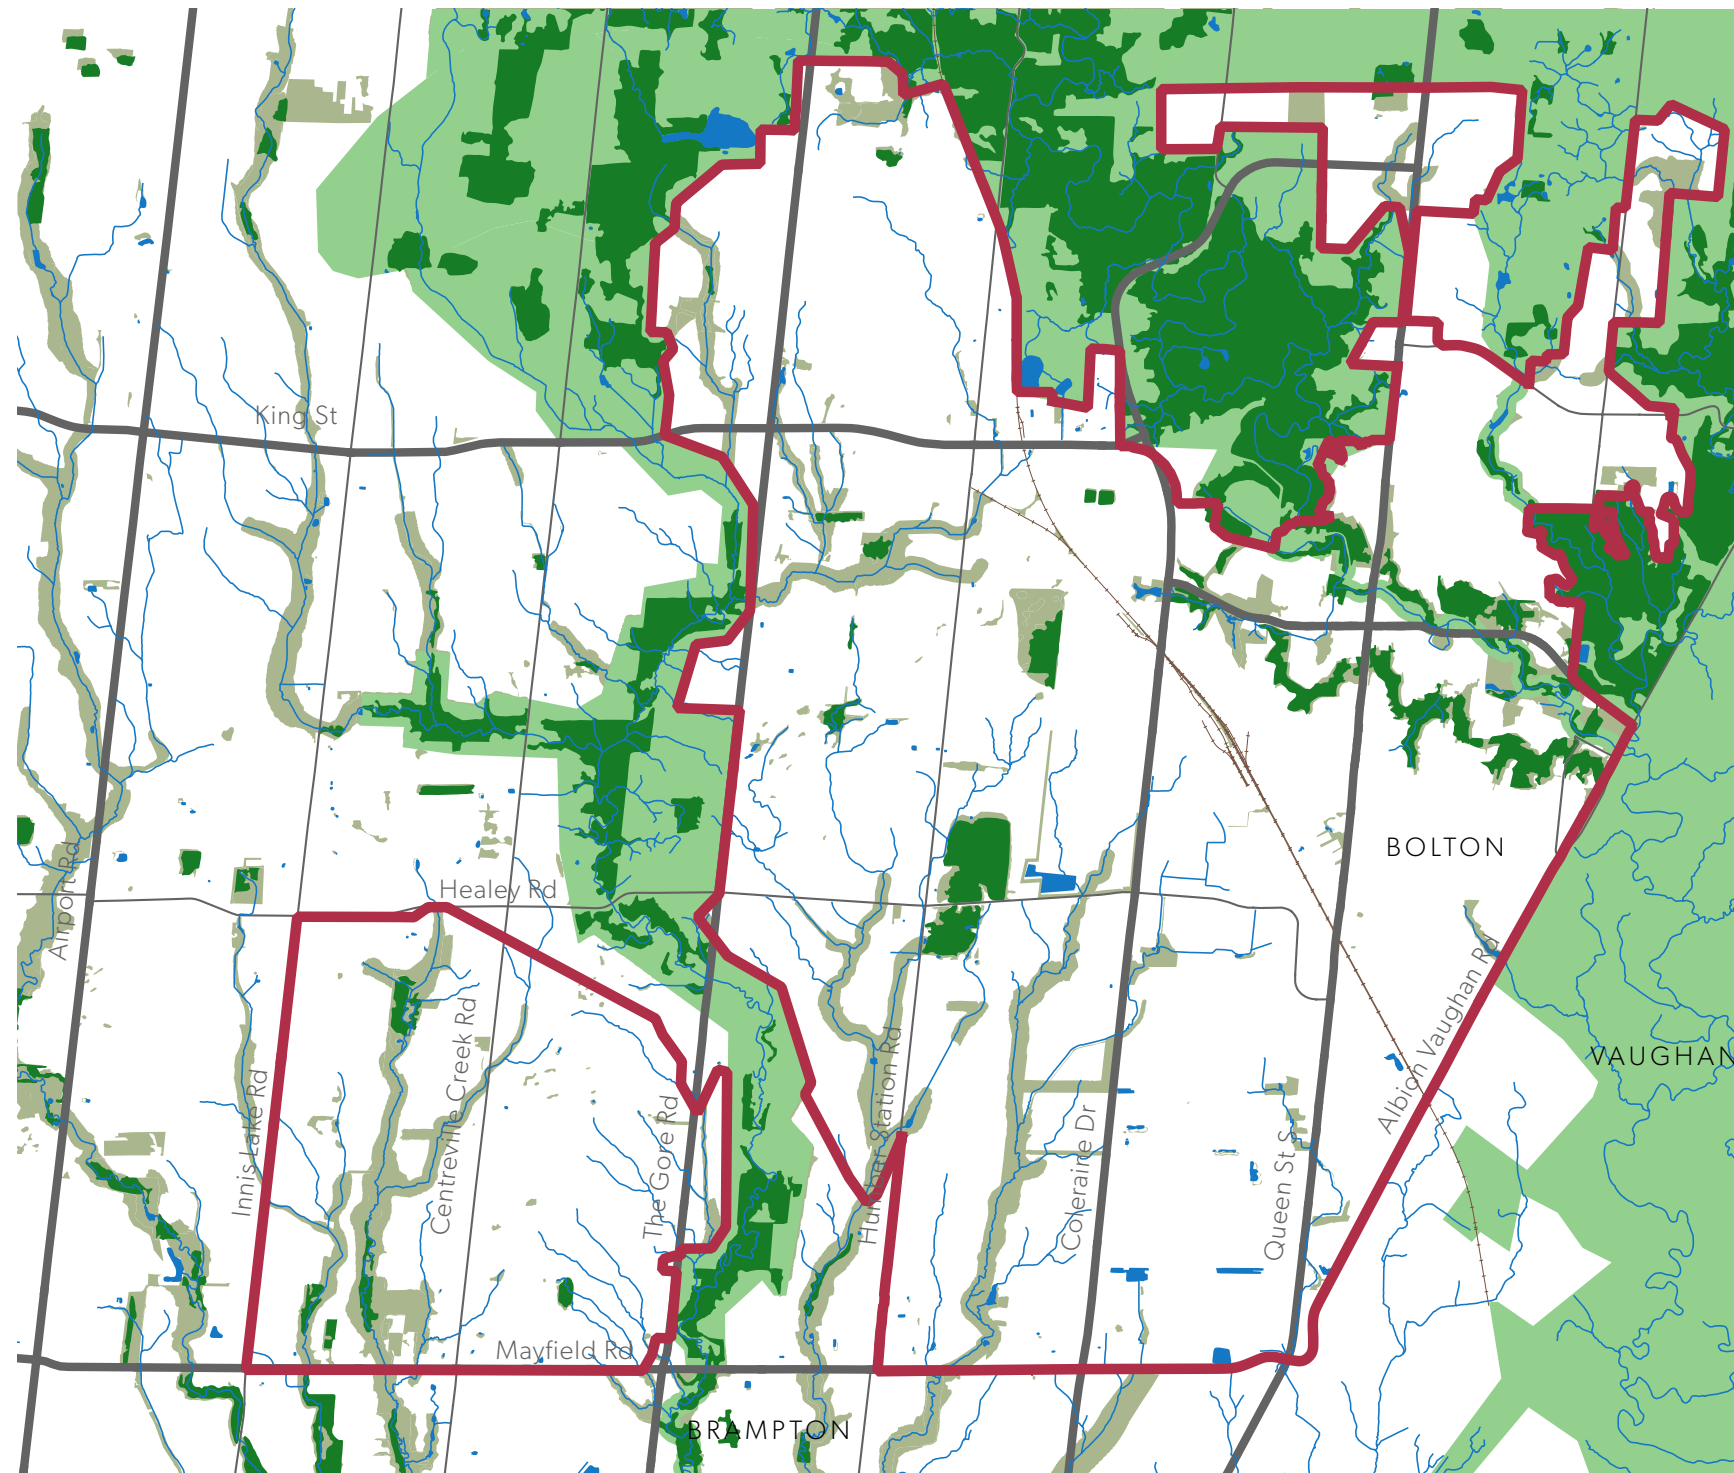 King St
BOLTON
Healey Rd
Airport Rd
Albion Vaughan Rd
VAUGHAN
Centreville Creek Rd
Humber Station Rd
Innis Lake Rd
The Gore Rd
Coleraine Dr
Queen St S
Mayfield Rd
BRAMPTON